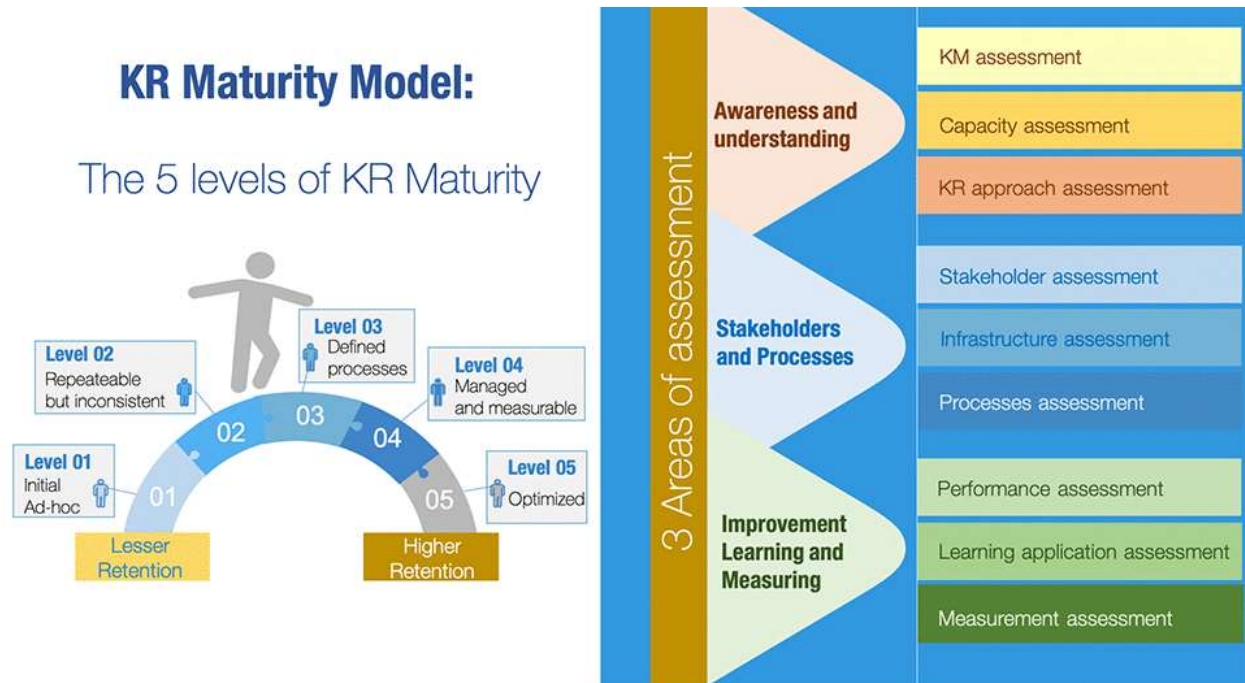 KR Maturity Model:
The 5 levels of KR Maturity
Level 01
Initial
Ad-hoc
Level 02
Repeateable
but inconsistent
Level 03
Defined
processes
Level 04
Managed
and measurable
Level 05
Optimized
01
02
03
04
05
Lesser
Retention
Higher
Retention
3 Areas of assessment
Awareness and
understanding
KM assessment
Capacity assessment
KR approach assessment
Stakeholders
and Processes
Stakeholder assessment
Infrastructure assessment
Processes assessment
Improvement
Learning and
Measuring
Performance assessment
Learning application assessment
Measurement assessment